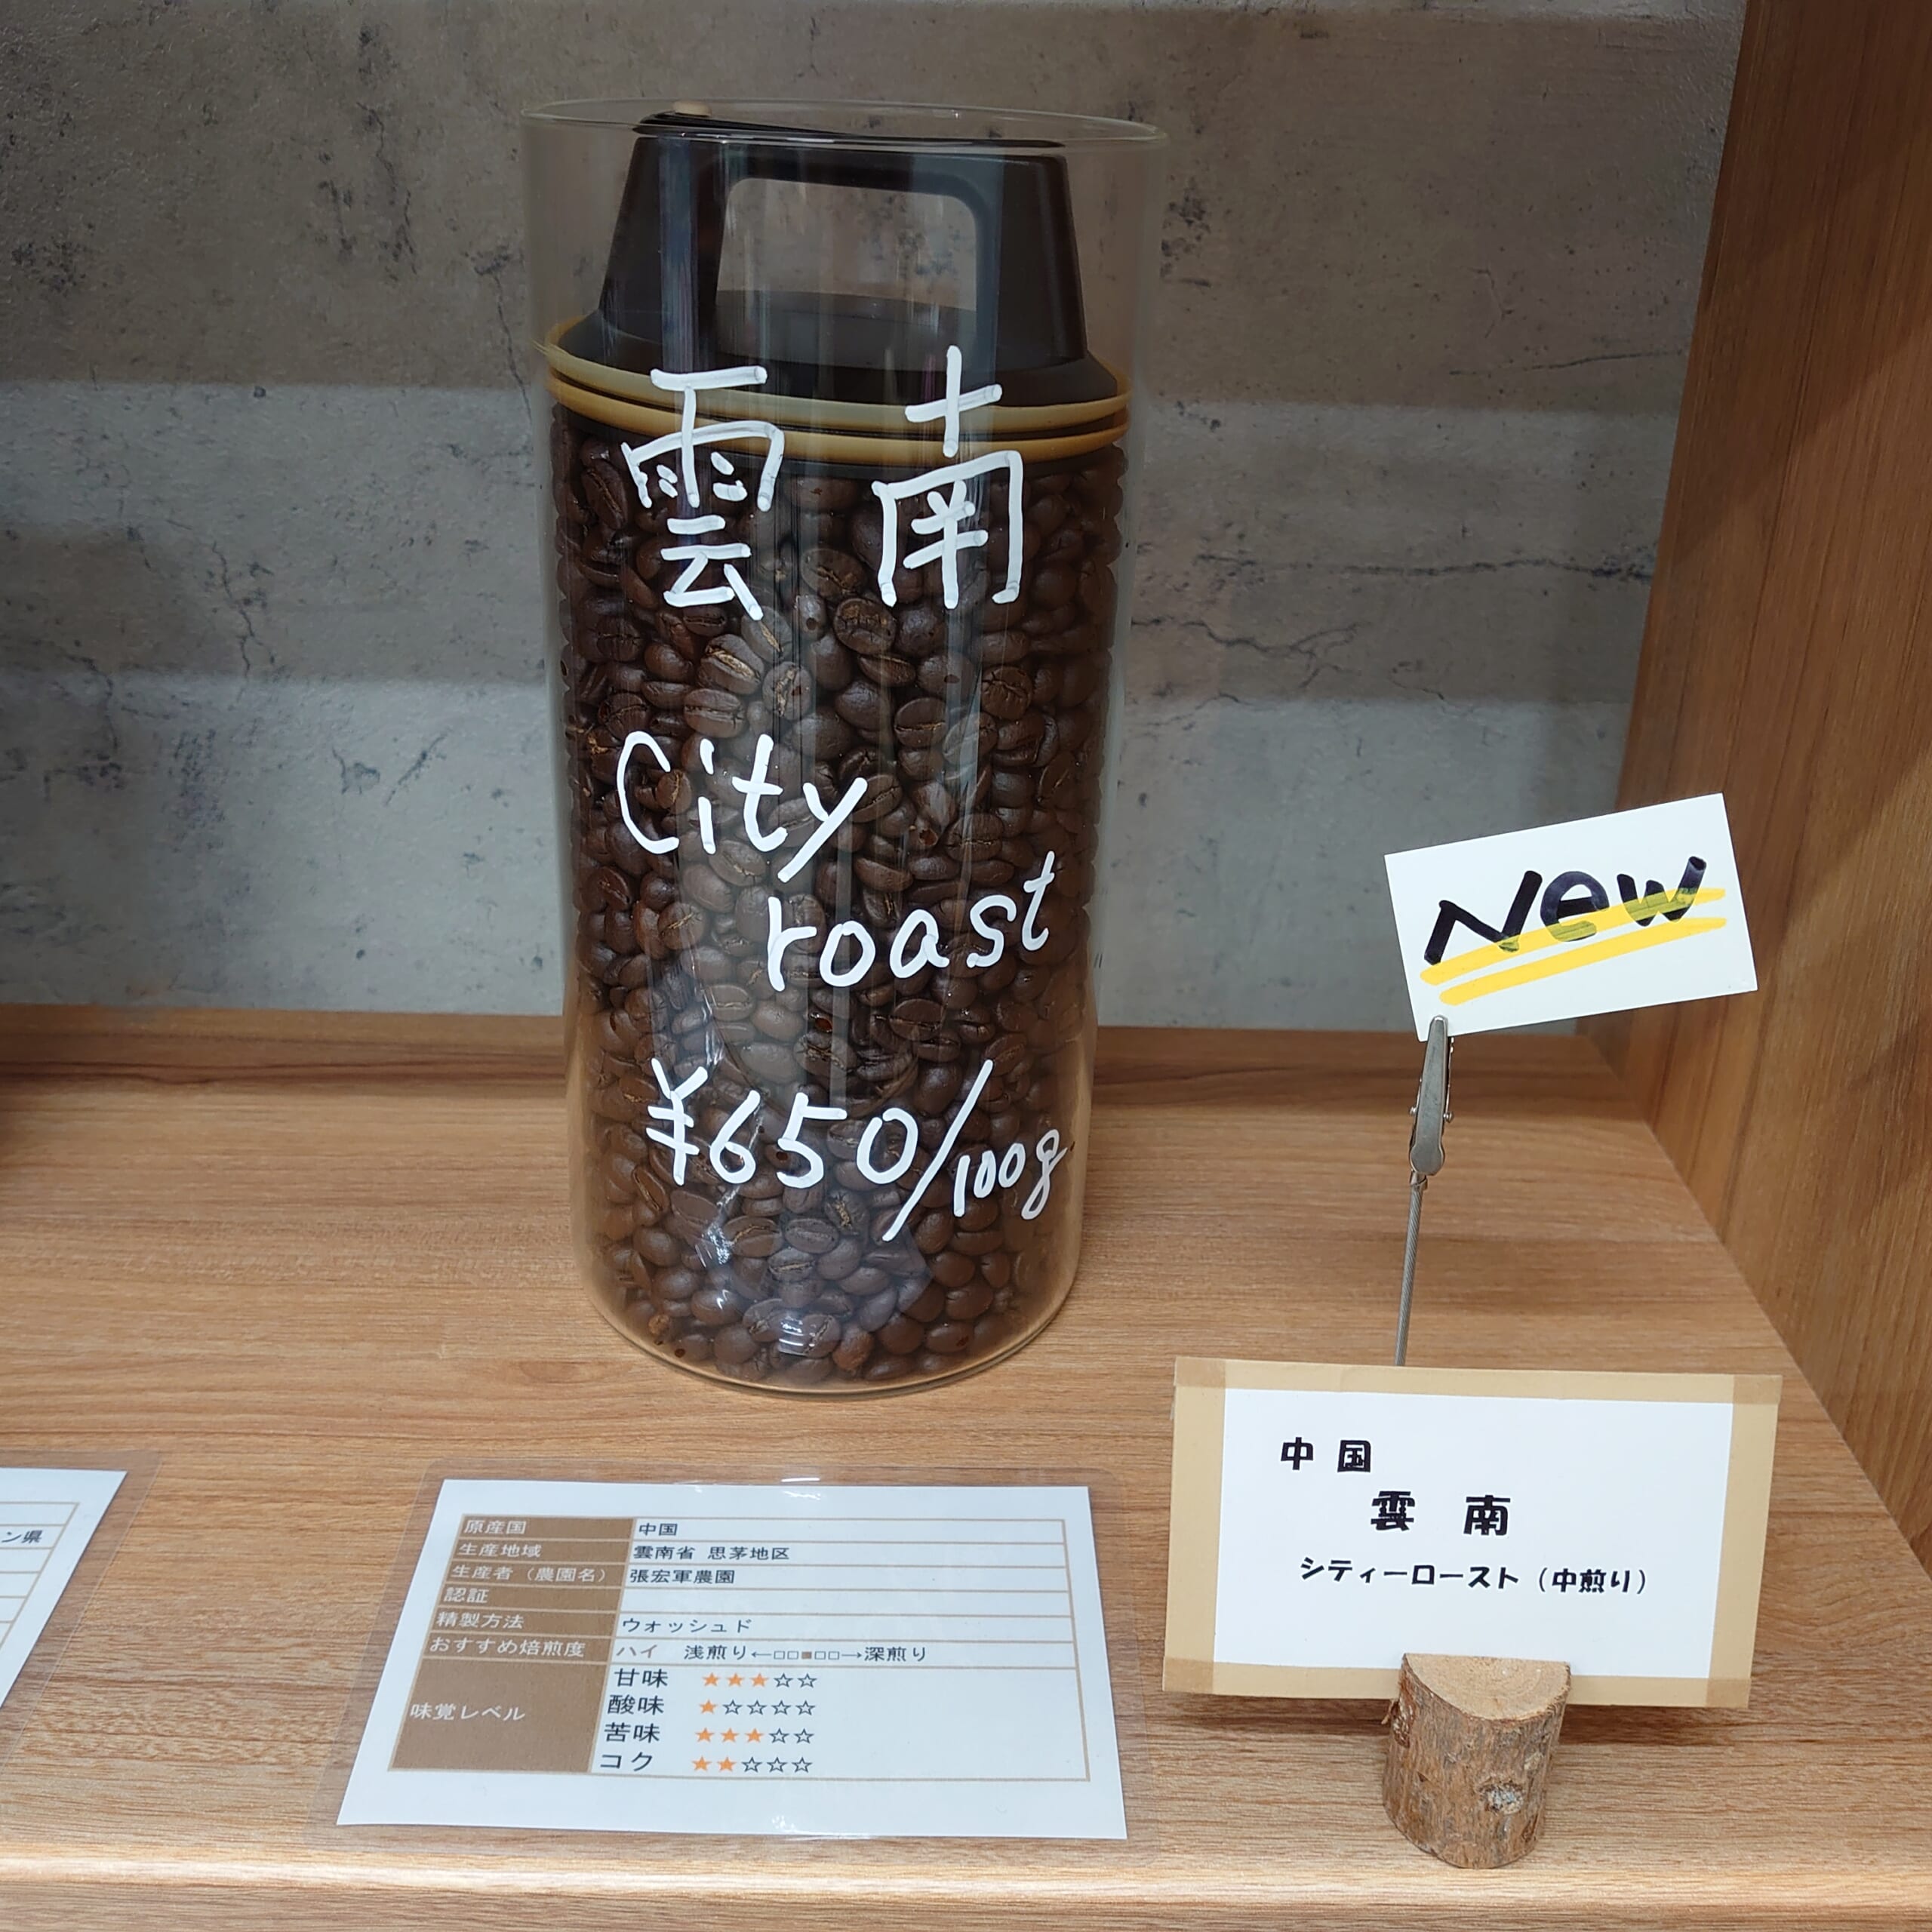 雲南
City
roast
¥650/100g
New
中国
雲南
シティーロースト（中煎り）
ン県
原産国 中国
生産地域 雲南省 思茅地区
生産者（農園名） 張宏軍農園
認証
精製方法 ウォッシュド
おすすめ焙煎度 ハイ 浅煎り←□□■□□→深煎り
味覚レベル
甘味 ★★★☆☆
酸味 ★☆☆☆☆
苦味 ★★★☆☆
コク ★★☆☆☆